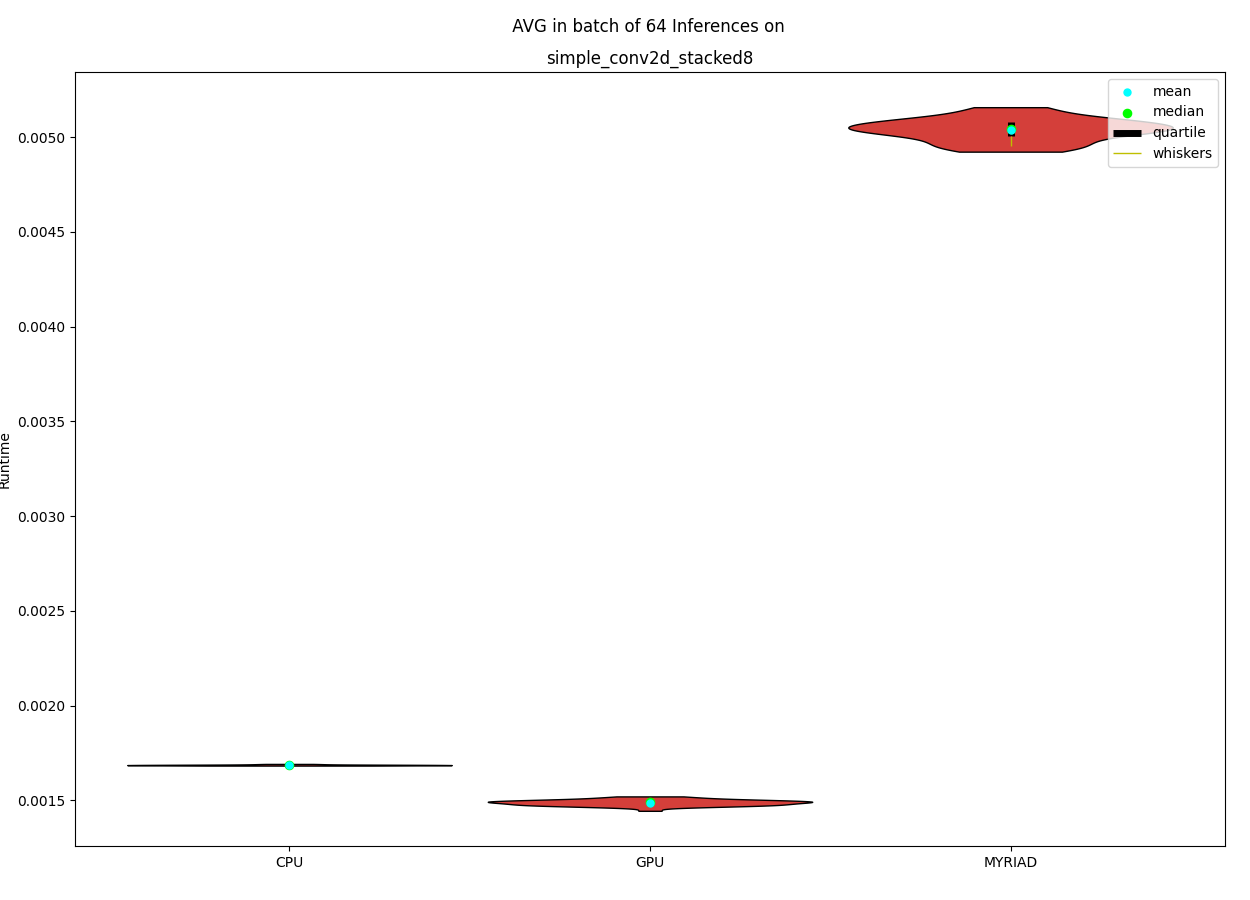 AVG in batch of 64 Inferences on
simple_conv2d_stacked8
mean
median
quartile
whiskers
0.0050
0.0045
0.0040
0.0035
0.0030
0.0025
0.0020
0.0015
Runtime
CPU
GPU
MYRIAD